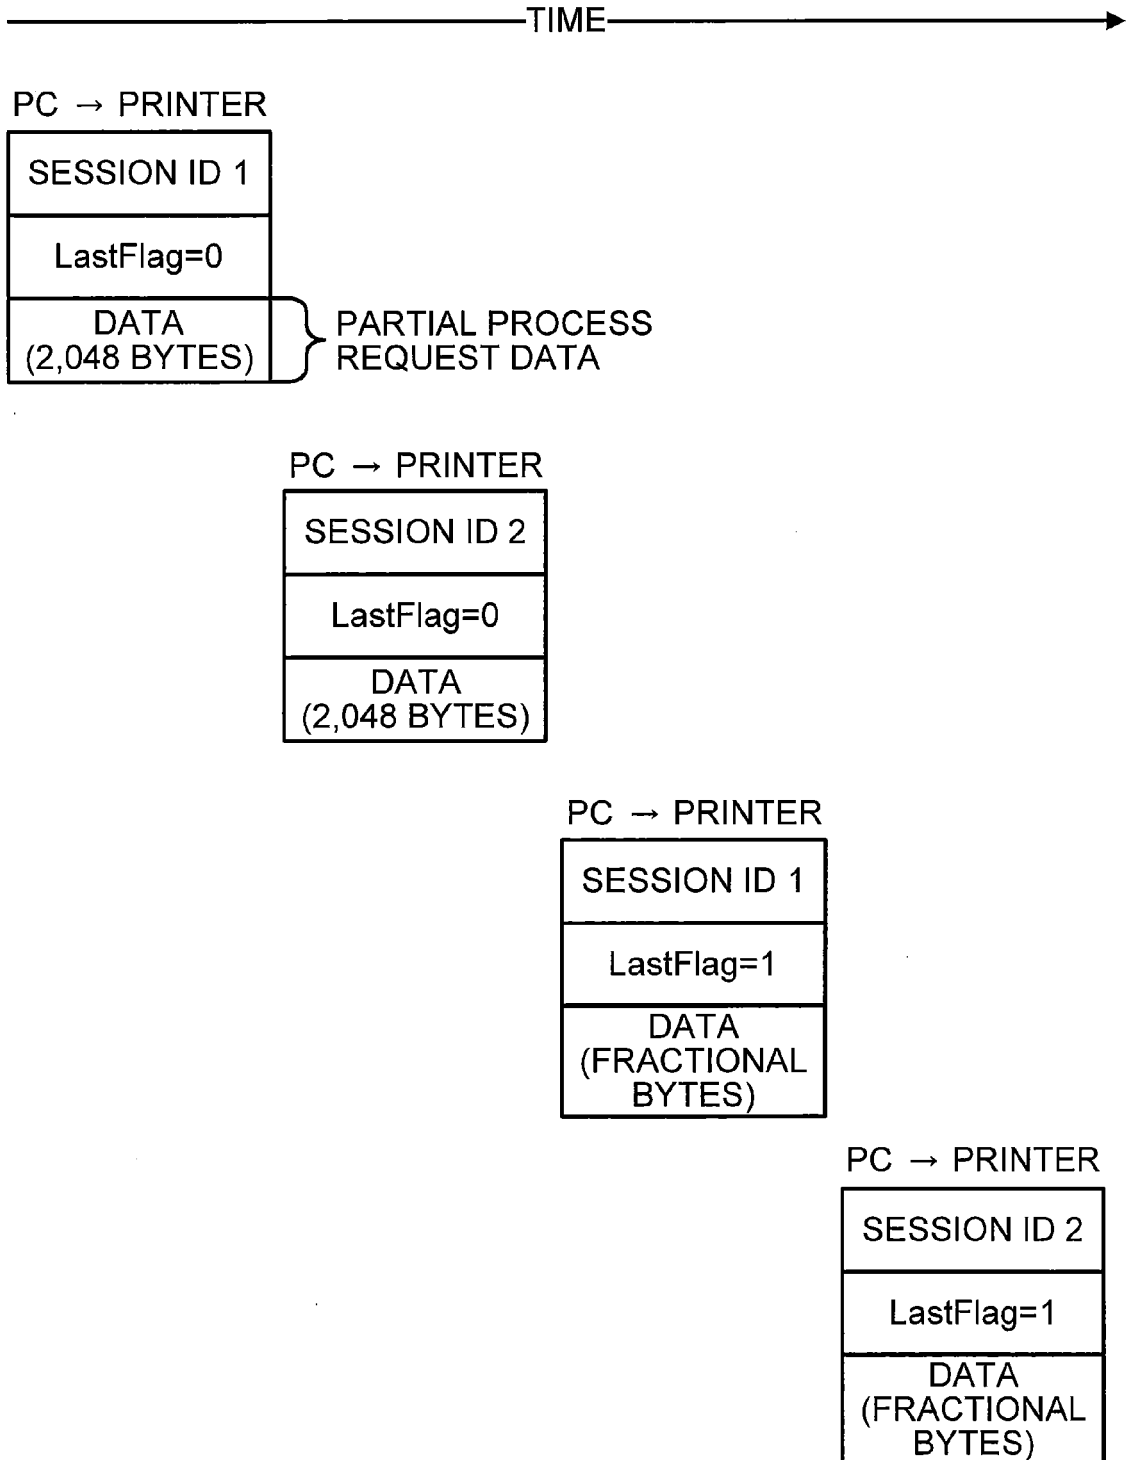 TIME
PC → PRINTER
SESSION ID 1
LastFlag=0
DATA
(2,048 BYTES)
PARTIAL PROCESS
REQUEST DATA
PC → PRINTER
SESSION ID 2
LastFlag=0
DATA
(2,048 BYTES)
PC → PRINTER
SESSION ID 1
LastFlag=1
DATA
(FRACTIONAL
BYTES)
PC → PRINTER
SESSION ID 2
LastFlag=1
DATA
(FRACTIONAL
BYTES)